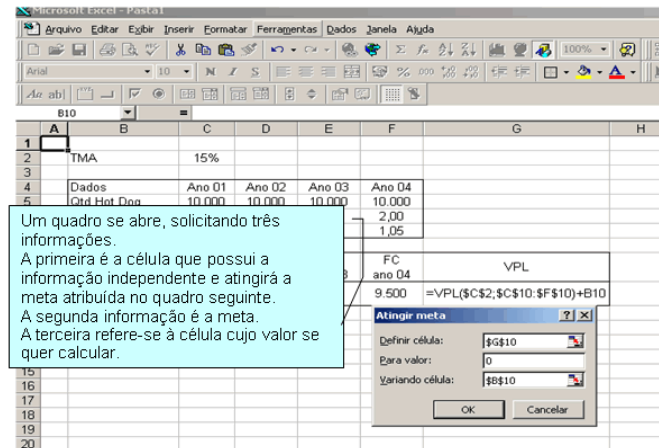 Microsoft Excel - Pasta1
Arquivo Editar Exibir Inserir Formatar Ferramentas Dados Janela Ajuda
100%
Arial 10 N I S % 000
B10 =
A B C D E F G H
1
2 TMA 15%
3
4 Dados Ano 01 Ano 02 Ano 03 Ano 04
5 Qtd Hot Dog 10.000 10.000 10.000 10.000
2,00
1,05
FC VPL
ano 04
9.500 =VPL($C$2;$C$10:$F$10)+B10
Um quadro se abre, solicitando três
informações.
A primeira é a célula que possui a
informação independente e atingirá a
meta atribuída no quadro seguinte.
A segunda informação é a meta.
A terceira refere-se à célula cujo valor se
quer calcular.
Atingir meta
Definir célula: $G$10
Para valor: 0
Variando célula: $B$10
OK Cancelar
15
16
17
18
19
20